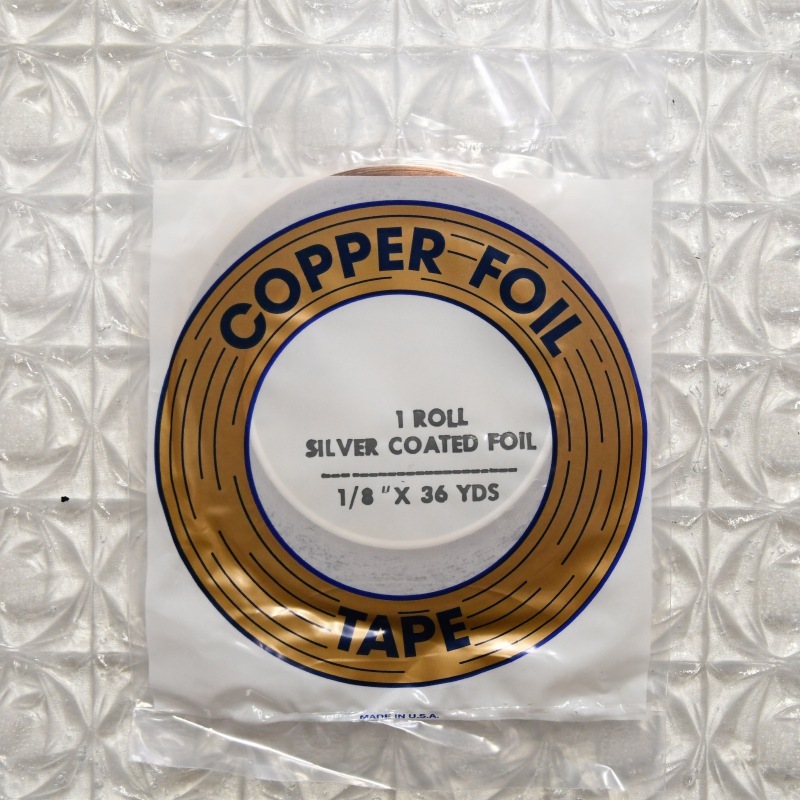 COPPER FOIL
1 ROLL
SILVER COATED FOIL
1/8 " X 36 YDS
TAPE
MADE IN U.S.A.